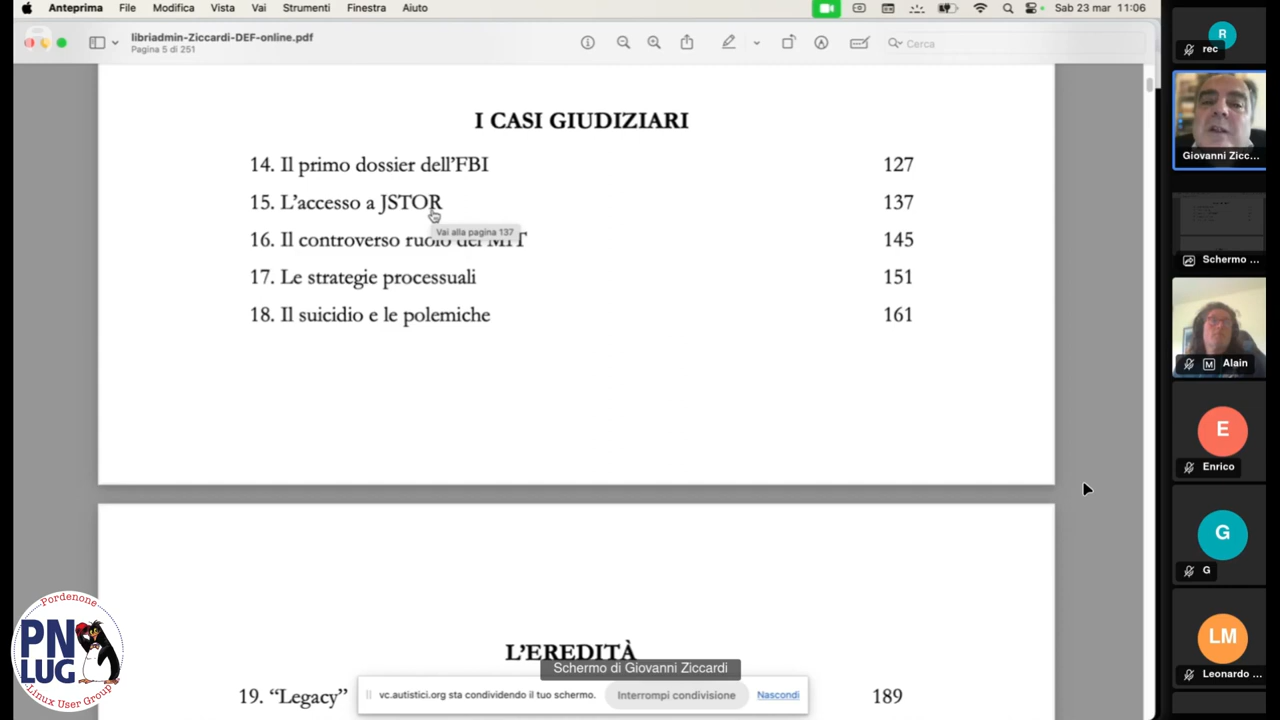 Anteprima File Modifica Vista Vai Strumenti Finestra Aiuto Sab 23 mar 11:06
libriadmin-Ziccardi-DEF-online.pdf
Pagina 5 di 251
Cerca
I CASI GIUDIZIARI
14. Il primo dossier dell’FBI 127
15. L’accesso a JSTOR 137
Vai alla pagina 137
16. Il controverso ruolo del MIT 145
17. Le strategie processuali 151
18. Il suicidio e le polemiche 161
L’EREDITÀ
Schermo di Giovanni Ziccardi
vc.autistici.org sta condividendo il tuo schermo. Interrompi condivisione Nascondi
19. “Legacy” 189
Pordenone
PN
LUG
Linux User Group
R
rec
Giovanni Zicc...
Schermo ...
M Alain
E
Enrico
G
G
LM
Leonardo ...